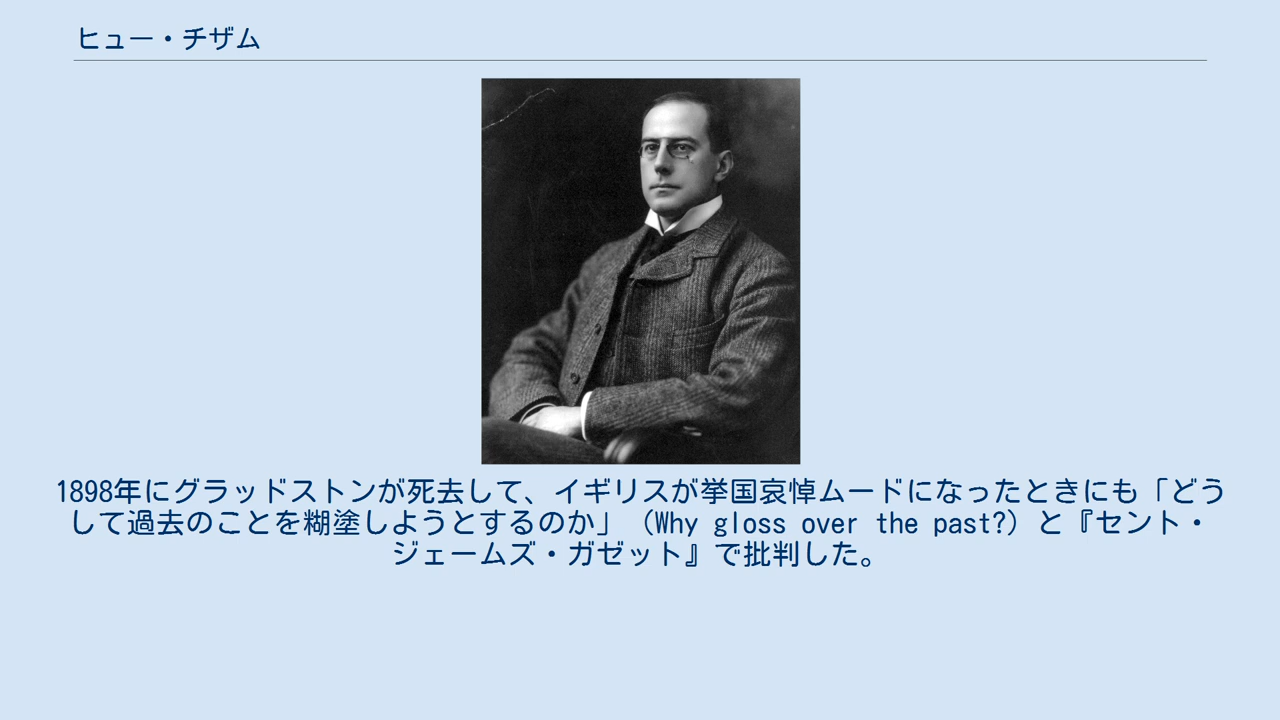 ヒュー・チザム
1898年にグラッドストンが死去して、イギリスが挙国哀悼ムードになったときにも「どう
して過去のことを糊塗しようとするのか」（Why gloss over the past?）と『セント・
ジェームズ・ガゼット』で批判した。